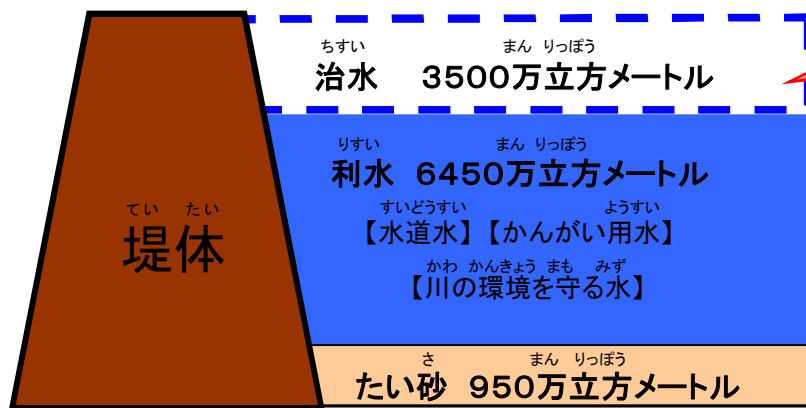 ちすい まん りっぽう
治水 3500万立方メートル
りすい まん りっぽう
利水 6450万立方メートル
すいどうすい ようすい
【水道水】【かんがい用水】
かわ かんきょう まも みず
【川の環境を守る水】
てい たい
堤体
さ まん りっぽう
たい砂 950万立方メートル